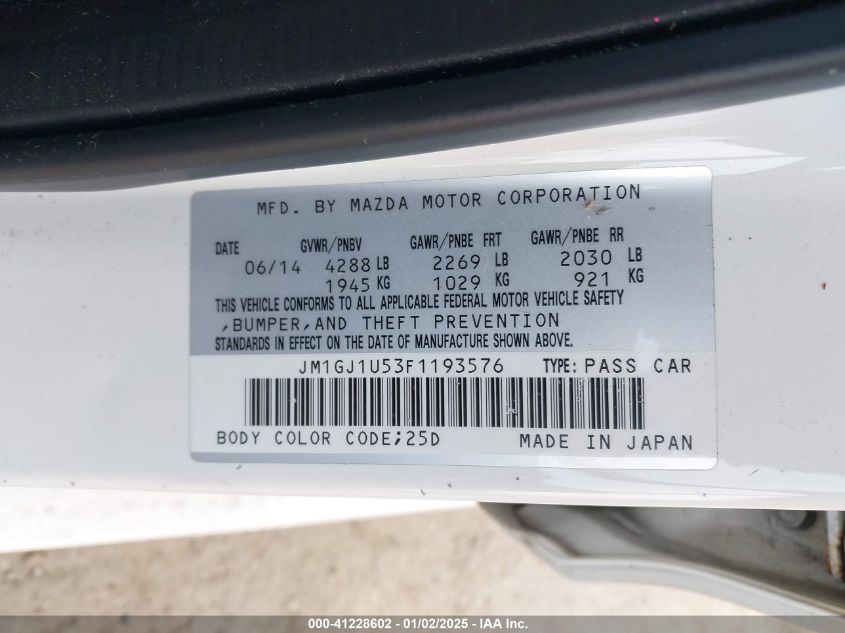 MFD. BY MAZDA MOTOR CORPORATION
DATE GVWR/PNBV GAWR/PNBE FRT GAWR/PNBE RR
06/14 4288 LB 2269 LB 2030 LB
1945 KG 1029 KG 921 KG
THIS VEHICLE CONFORMS TO ALL APPLICABLE FEDERAL MOTOR VEHICLE SAFETY
,BUMPER,AND THEFT PREVENTION
STANDARDS IN EFFECT ON THE DATE OF MANUFACTURE SHOWN ABOVE.
JM1GJ1U53F1193576 TYPE: PASS CAR
BODY COLOR CODE;25D MADE IN JAPAN
000-41228602 - 01/02/2025 - IAA Inc.